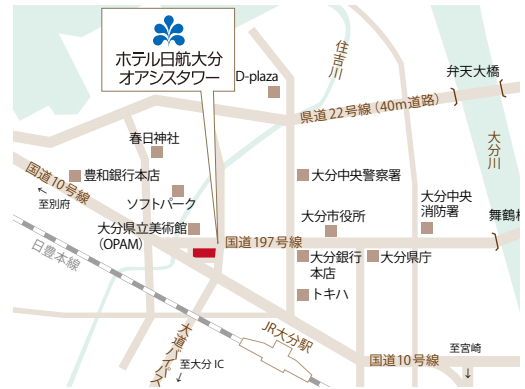 ホテル日航大分
オアシスタワー
D-plaza
住吉川
弁天大橋
県道22号線（40m道路）
大分川
春日神社
国道10号線
←
至別府
豊和銀行本店
ソフトパーク
大分中央警察署
大分県立美術館
（OPAM）
大分市役所
大分中央
消防署
舞鶴橋
国道197号線
日豊本線
大分銀行
本店
大分県庁
トキハ
JR大分駅
大道バイパス
至大分 IC
↓
国道10号線
至宮崎
↓